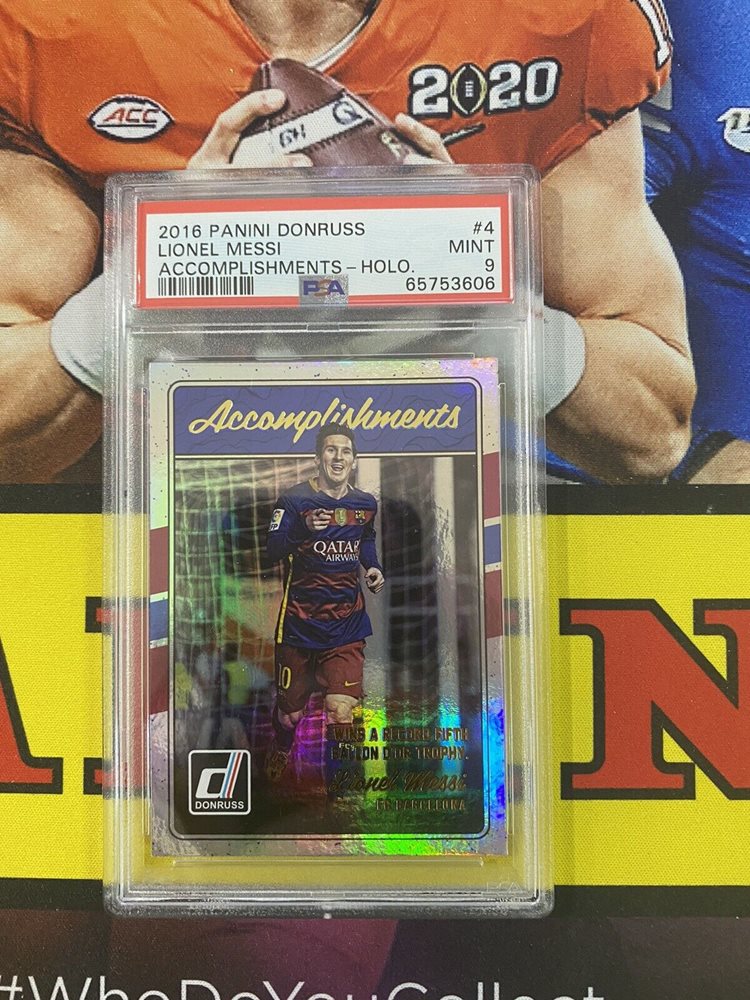 ACC
2020
2016 PANINI DONRUSS #4
LIONEL MESSI MINT
ACCOMPLISHMENTS – HOLO. 9
PSA 65753606
Accomplishments
QATAR
AIRWAYS
10
WINS A RECORD FIFTH
BALLON D'OR TROPHY.
Lionel Messi
FC BARCELONA
DONRUSS
N
#WhoDoYouCollect